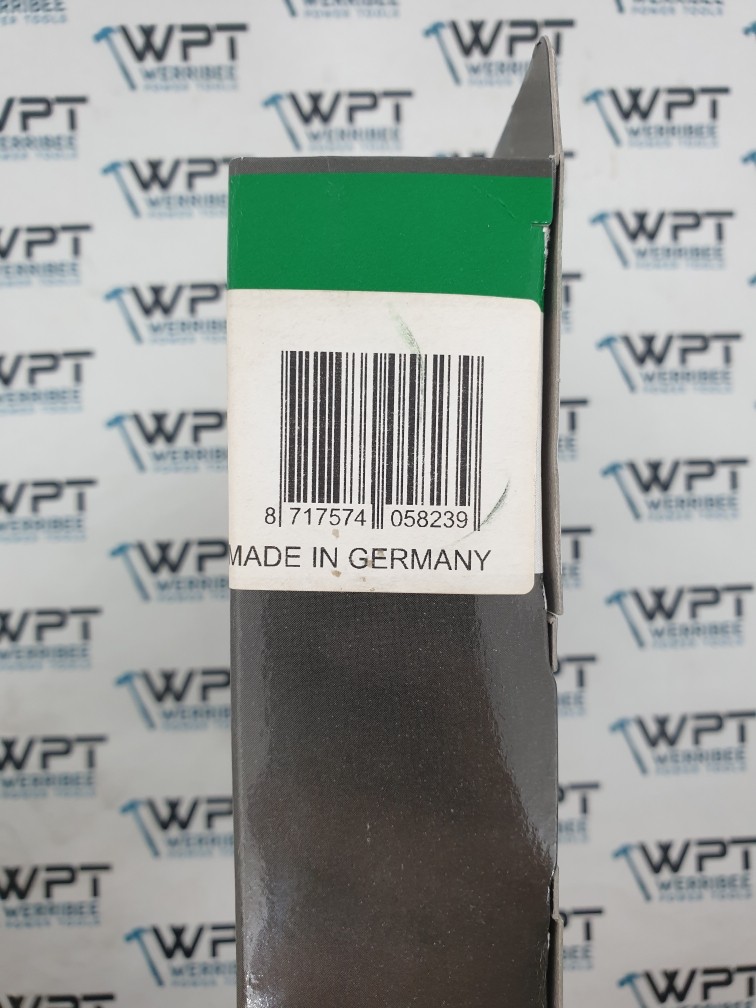 WPT
WERRIBEE
POWER TOOLS
8 717574 058239
MADE IN GERMANY